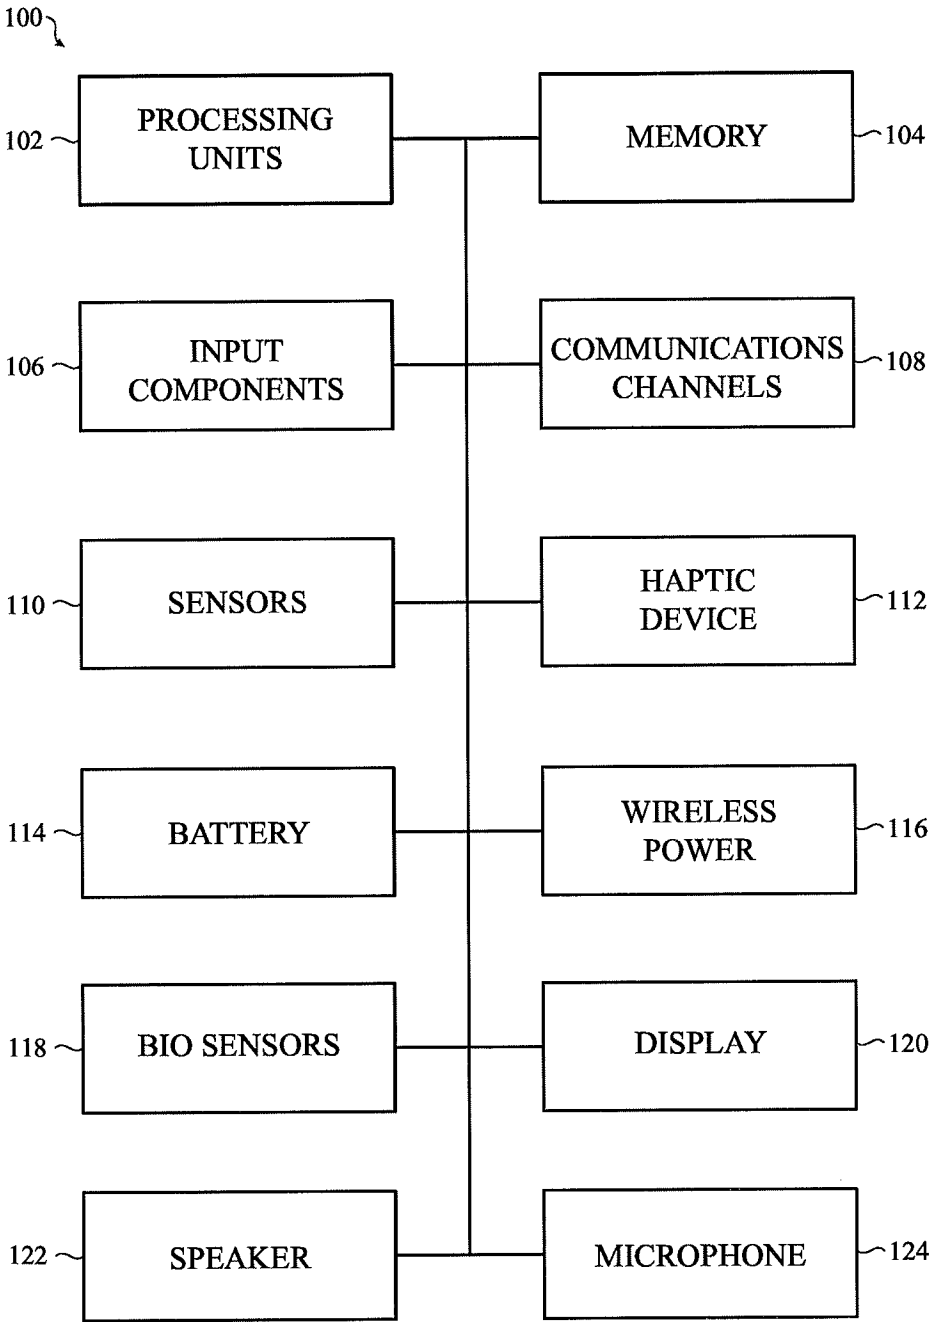 100
102
PROCESSING
UNITS
MEMORY
104
106
INPUT
COMPONENTS
COMMUNICATIONS
CHANNELS
108
110
SENSORS
HAPTIC
DEVICE
112
114
BATTERY
WIRELESS
POWER
116
118
BIO SENSORS
DISPLAY
120
122
SPEAKER
MICROPHONE
124